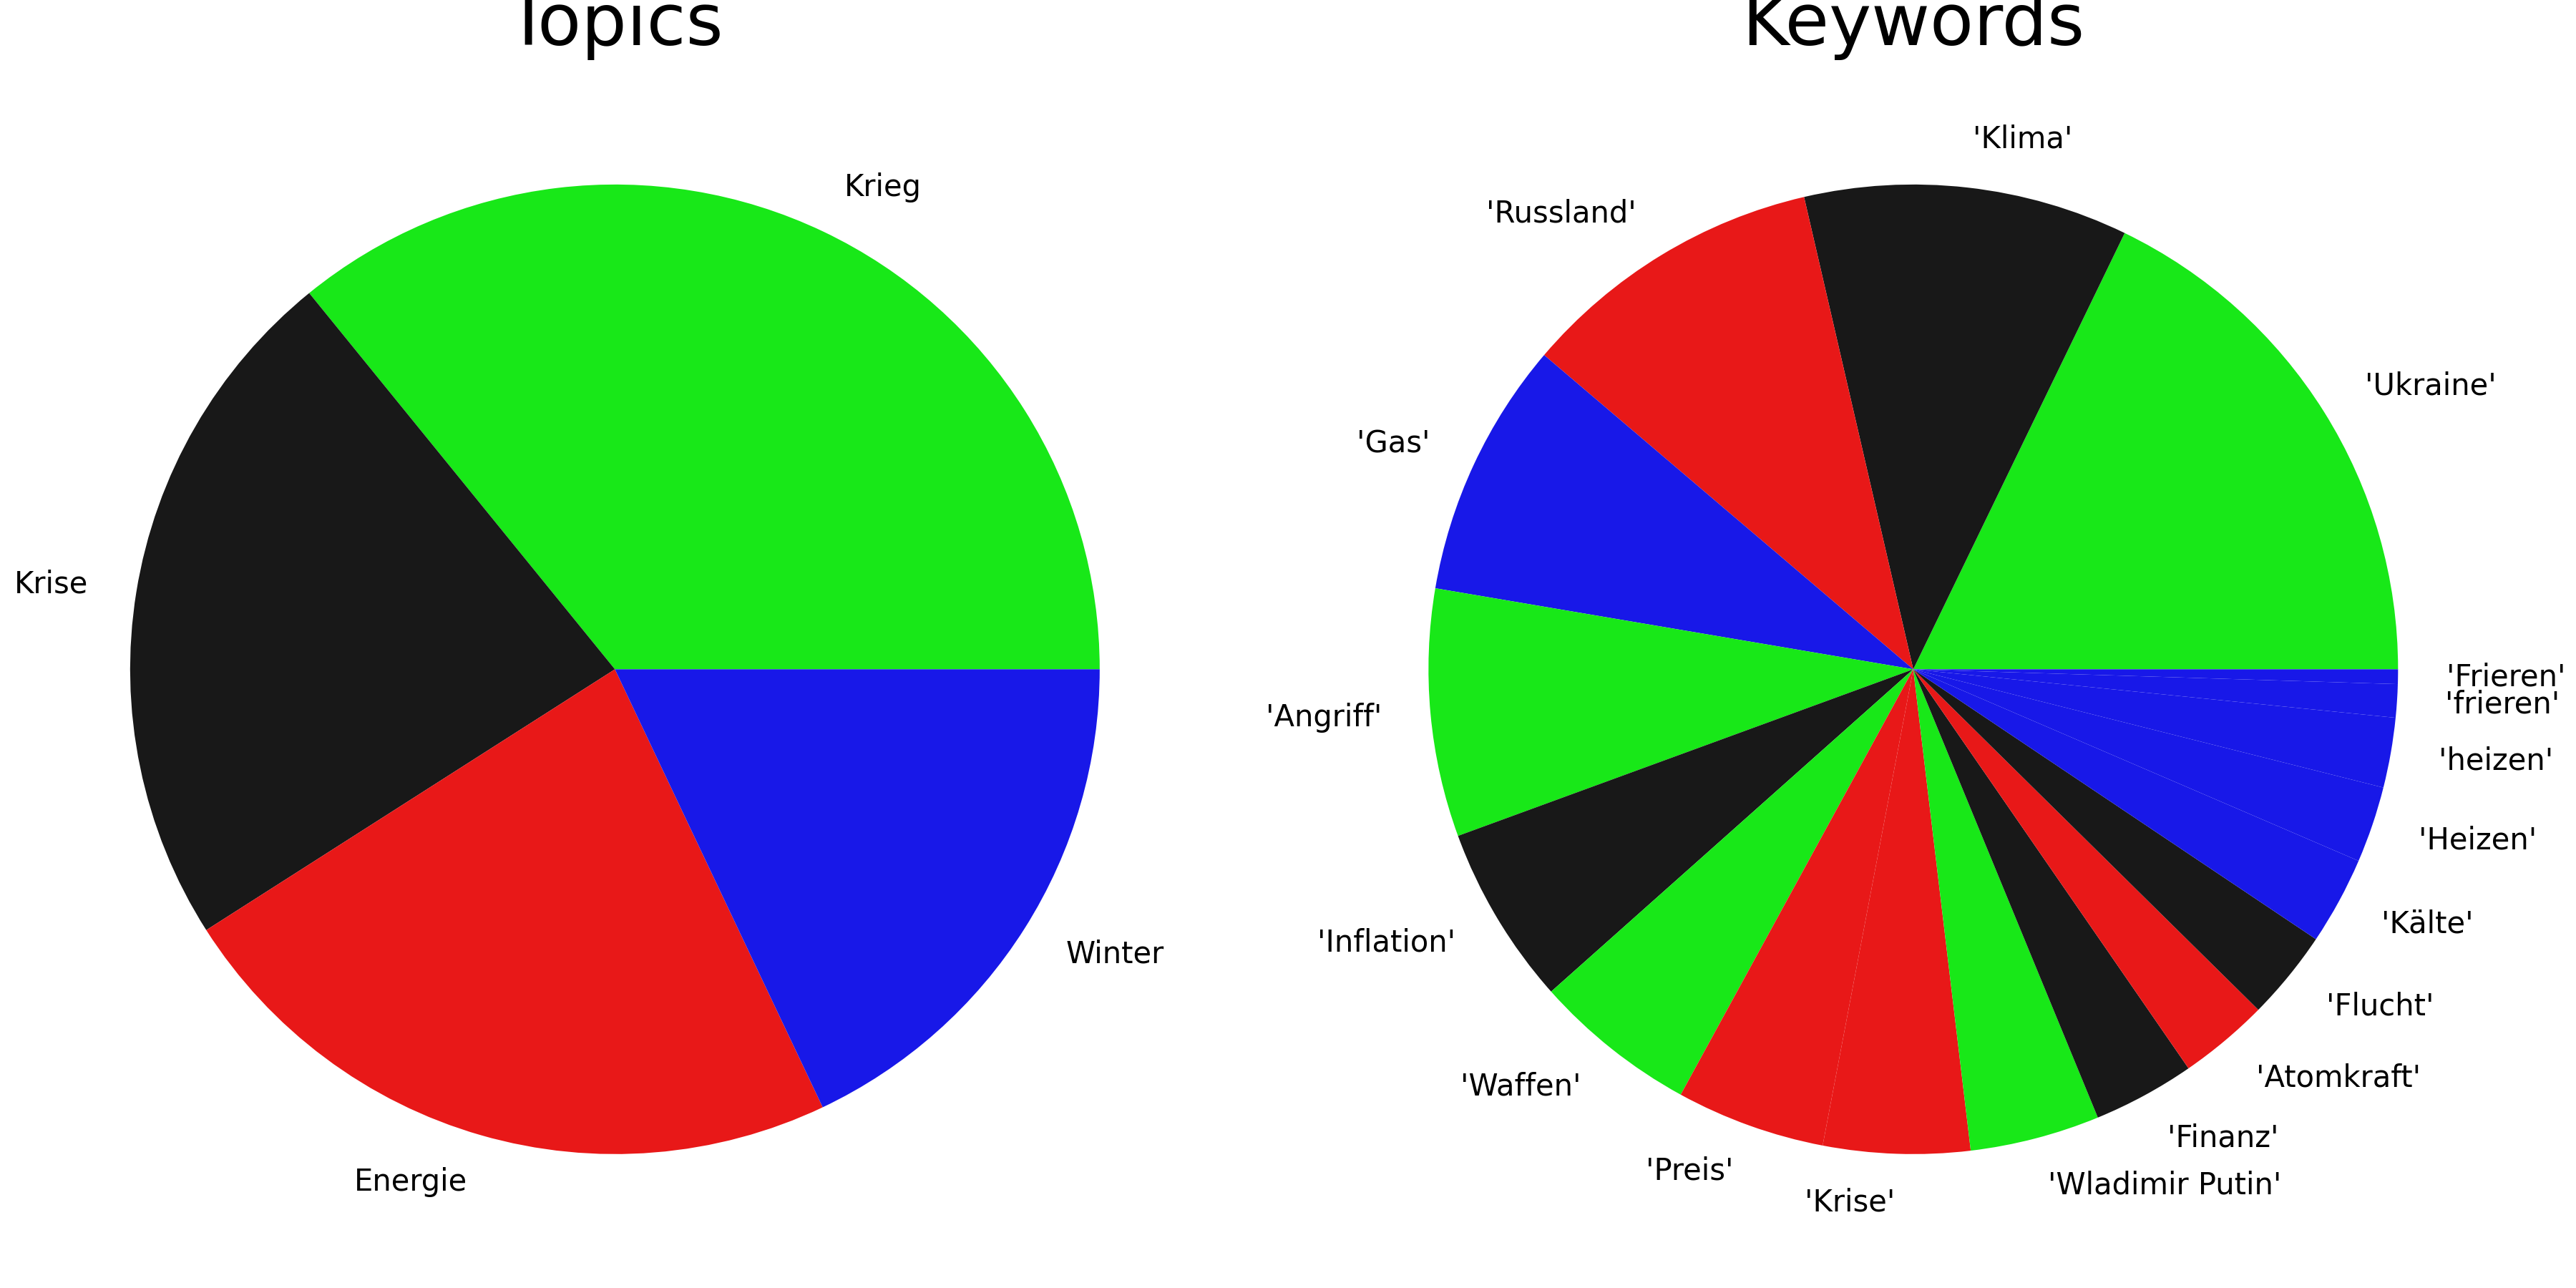 Topics
Krieg
Krise
Energie
Winter
Keywords
'Klima'
'Russland'
'Ukraine'
'Gas'
'Angriff'
'Inflation'
'Waffen'
'Preis'
'Krise'
'Wladimir Putin'
'Finanz'
'Atomkraft'
'Flucht'
'Kälte'
'Heizen'
'heizen'
'frieren'
'Frieren'